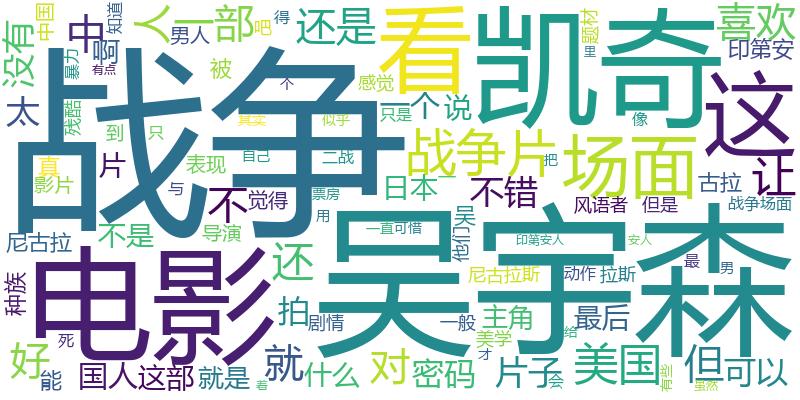 战争
吴宇森
凯奇
电影
看
场面
这
战争片
美国
不
还
让
但
就
对
中
人
一部
还是
喜欢
没有
中国
知道
啊
男人
吧
得
题材
里
印第安
太
残酷
暴力
有点
被
个
感觉
一个
说
只是
像
到
只
真实
似乎
片
真
影片
表现
与
自己
二战
把
日本
一
不错
古拉
觉得
票房
用
风语者
但是
战争场面
尼古拉
不是
导演
一直
可惜
他们
吴
印第安人
安人
种族
尼古拉斯
动作
拉斯
最
男
拍
剧情
一般
主角
美学
才
给
最后
死
好
能
国人
这部
就是
着
什么
密码
片子
会
有些
虽然
可以